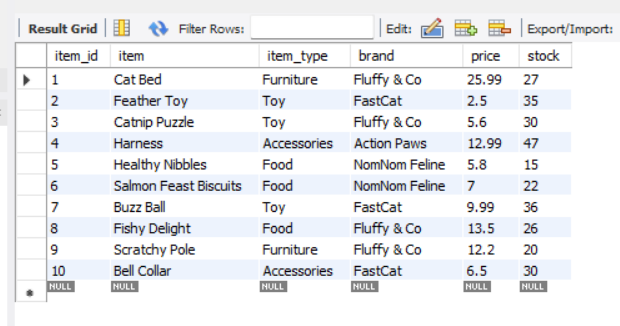 Result Grid Filter Rows: Edit: Export/Import:
item_id item item_type brand price stock
1 Cat Bed Furniture Fluffy & Co 25.99 27
2 Feather Toy Toy FastCat 2.5 35
3 Catnip Puzzle Toy Fluffy & Co 5.6 30
4 Harness Accessories Action Paws 12.99 47
5 Healthy Nibbles Food NomNom Feline 5.8 15
6 Salmon Feast Biscuits Food NomNom Feline 7 22
7 Buzz Ball Toy FastCat 9.99 36
8 Fishy Delight Food Fluffy & Co 13.5 26
9 Scratchy Pole Furniture Fluffy & Co 12.2 20
10 Bell Collar Accessories FastCat 6.5 30
NULL NULL NULL NULL NULL NULL